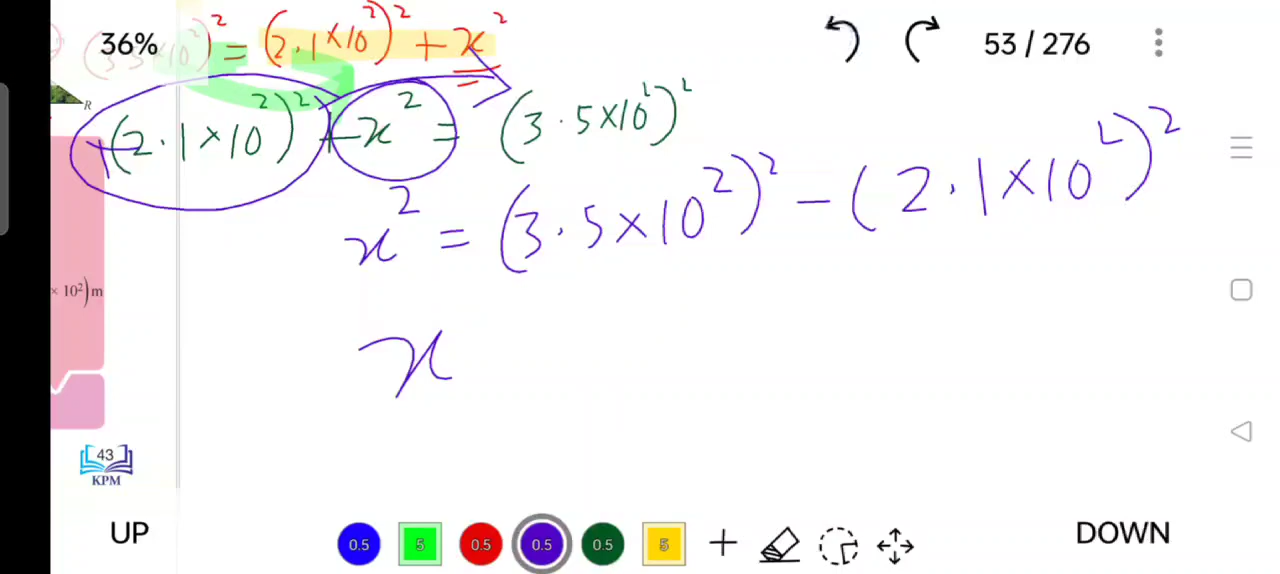 36%
53 / 276
(3.5×10²)² = (2.1×10²)² + x²
R
(2.1×10²)² + x² = (3.5×10²)²
x² = (3.5×10²)² − (2.1×10²)²
× 10²) m
x
43
KPM
UP
0.5 5 0.5 0.5 0.5 5
DOWN